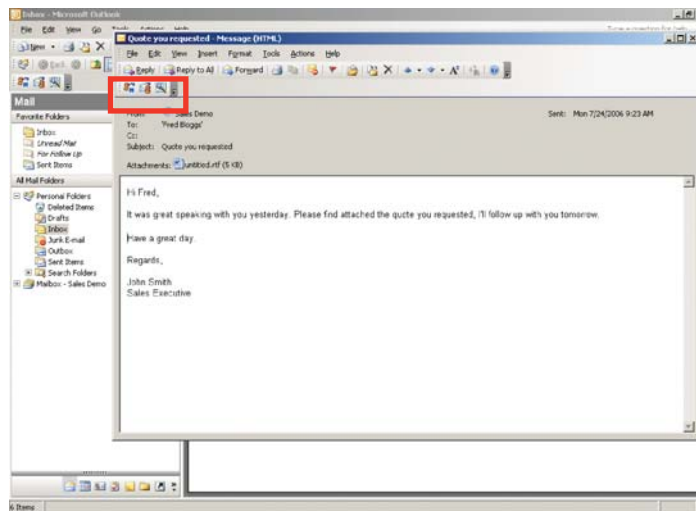 Inbox - Microsoft Outlook
File Edit View Go Tools Actions Help
New
Mail
Favorite Folders
Inbox
Unread Mail
For Follow Up
Sent Items
All Mail Folders
Personal Folders
Deleted Items
Drafts
Inbox
Junk E-mail
Outbox
Sent Items
Search Folders
Mailbox - Sales Demo
6 Items
Quote you requested - Message (HTML)
File Edit View Insert Format Tools Actions Help
Reply Reply to All Forward
From: Sales Demo
Sent: Mon 7/24/2006 9:23 AM
To: 'Fred Bloggs'
Cc:
Subject: Quote you requested
Attachments: untitled.rtf (5 KB)
Hi Fred,
It was great speaking with you yesterday. Please find attached the quote you requested, I'll follow up with you tomorrow.
Have a great day
Regards,
John Smith
Sales Executive